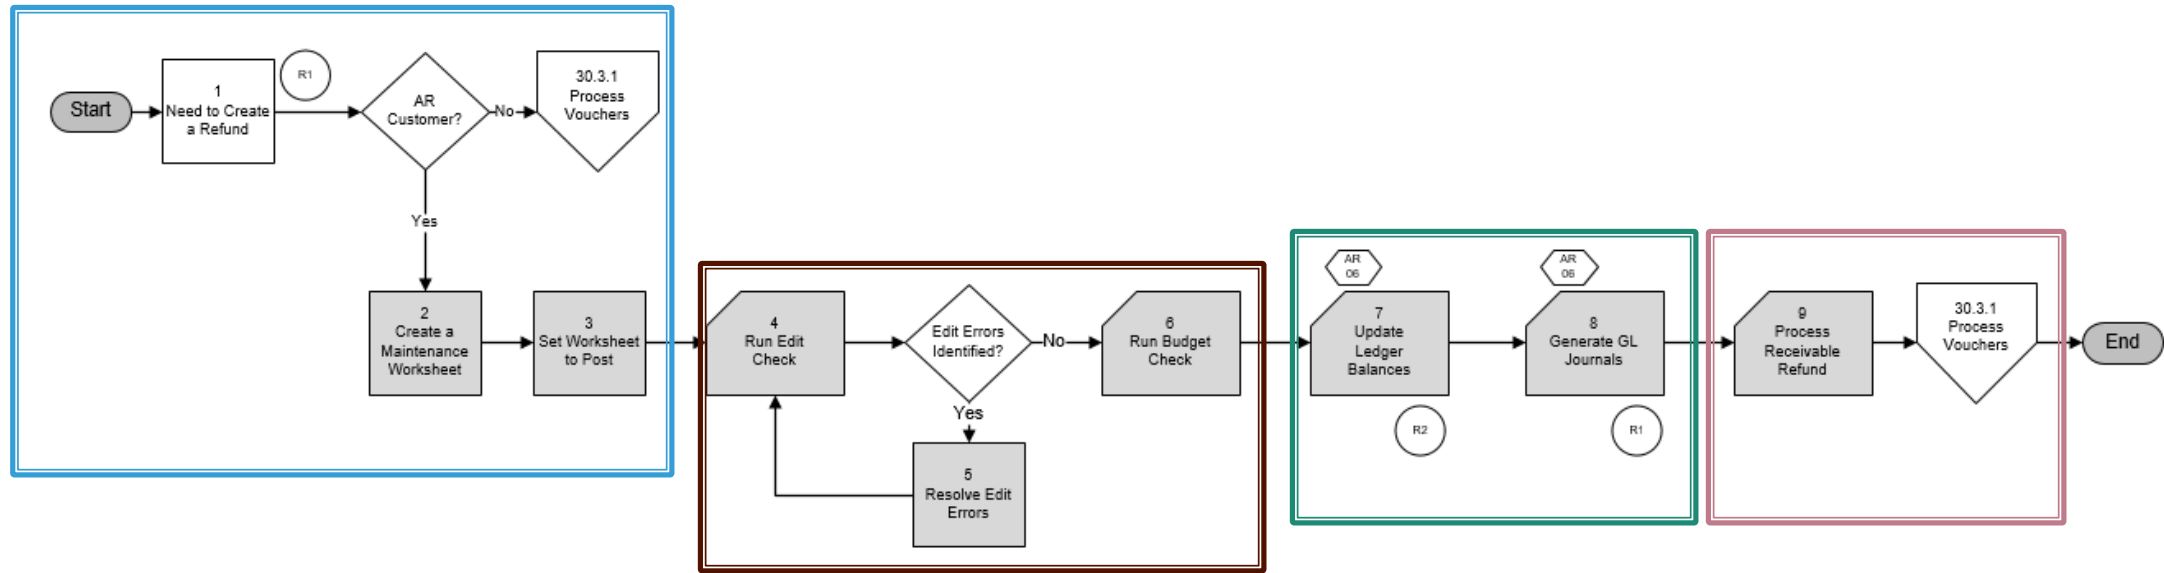 Start
1
Need to Create
a Refund
R1
AR
Customer?
No
30.3.1
Process
Vouchers
Yes
2
Create a
Maintenance
Worksheet
3
Set Worksheet
to Post
4
Run Edit
Check
Edit Errors
Identified?
No
Yes
5
Resolve Edit
Errors
6
Run Budget
Check
AR
06
7
Update
Ledger
Balances
R2
AR
06
8
Generate GL
Journals
R1
9
Process
Receivable
Refund
30.3.1
Process
Vouchers
End